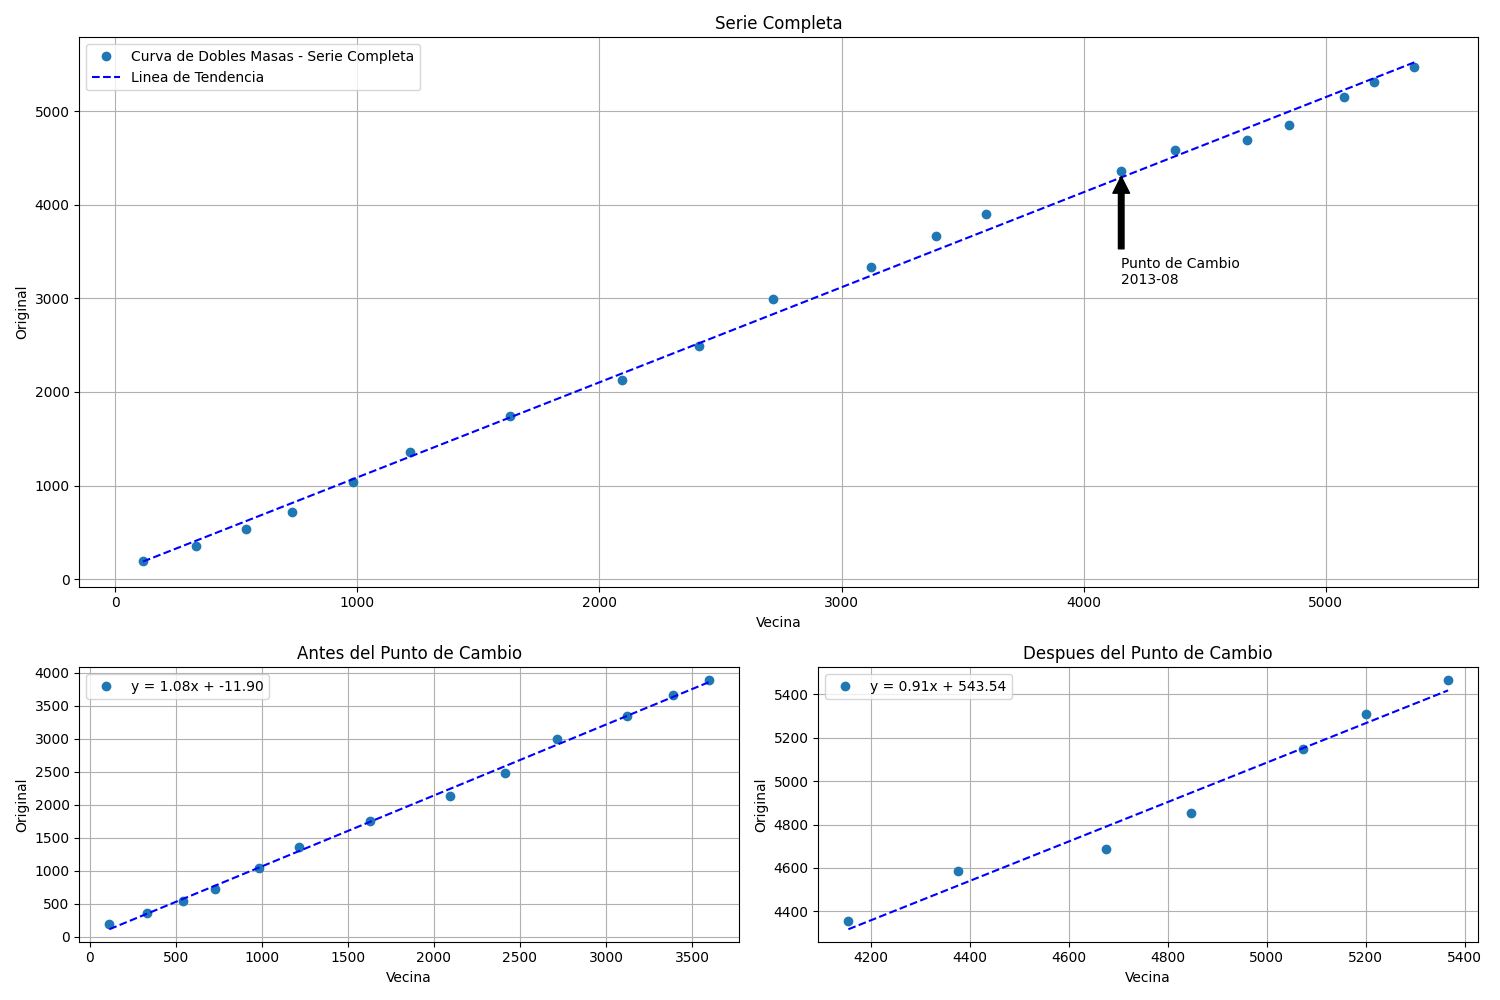 Serie Completa
Curva de Dobles Masas - Serie Completa
Linea de Tendencia
5000
4000
3000
2000
1000
0
Original
Punto de Cambio
2013-08
0 1000 2000 3000 4000 5000
Vecina
Antes del Punto de Cambio
y = 1.08x + -11.90
4000
3500
3000
2500
2000
1500
1000
500
0
Original
0 500 1000 1500 2000 2500 3000 3500
Vecina
Despues del Punto de Cambio
y = 0.91x + 543.54
5400
5200
5000
4800
4600
4400
Original
4200 4400 4600 4800 5000 5200 5400
Vecina